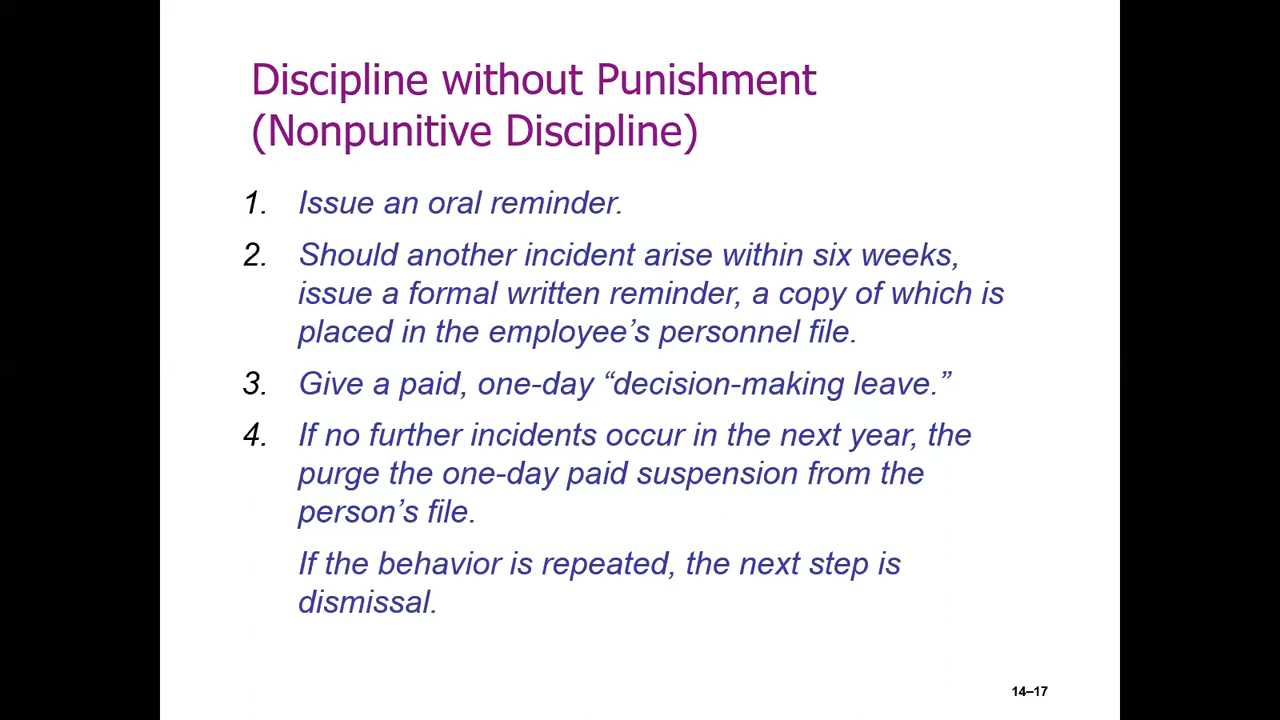 Discipline without Punishment
(Nonpunitive Discipline)
1. Issue an oral reminder.
2. Should another incident arise within six weeks,
issue a formal written reminder, a copy of which is
placed in the employee’s personnel file.
3. Give a paid, one-day “decision-making leave.”
4. If no further incidents occur in the next year, the
purge the one-day paid suspension from the
person’s file.
If the behavior is repeated, the next step is
dismissal.
14–17